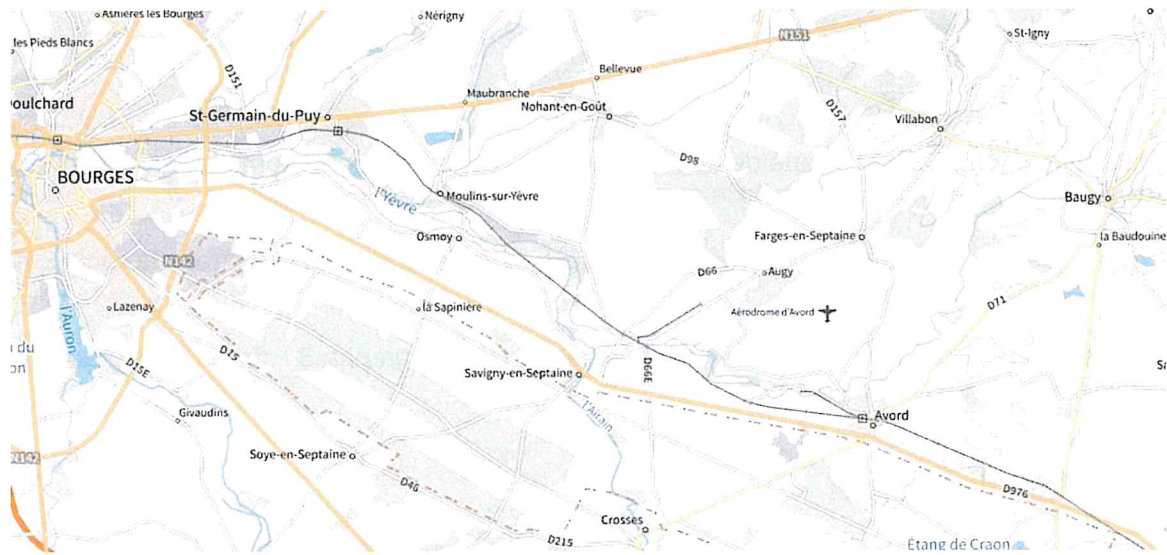 Asnières les Bourges
Nérigny
St-Igny
les Pieds Blancs
N151
D151
Bellevue
Maubranche
Doulchard
Nohant-en-Goût
D157
St-Germain-du-Puy
Villabon
D98
BOURGES
Moulins-sur-Yèvre
Baugy
l'Yèvre
Osmoy
Farges-en-Septaine
la Baudouine
N142
D66
Augy
Lazenay
la Sapinière
Aérodrome d'Avord
D71
l'Auron
D15
D15E
D66E
Savigny-en-Septaine
Givaudins
l'Airain
Avord
Soye-en-Septaine
N142
D46
D976
Crosses
D215
Étang de Craon